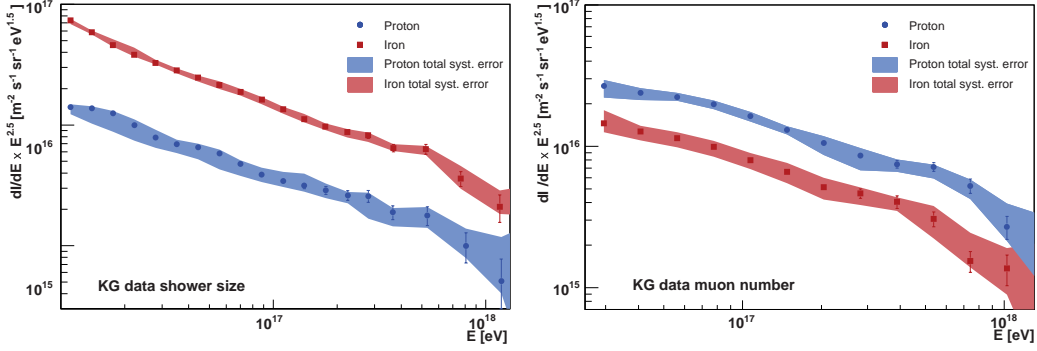 dI/dE x E^2.5 [m^-2 s^-1 sr^-1 eV^1.5]
10^17
10^16
10^15
Proton
Iron
Proton total syst. error
Iron total syst. error
KG data shower size
10^17
10^18
E [eV]
dI /dE x E^2.5 [m^-2 s^-1 sr^-1 eV^1.5]
10^17
10^16
10^15
Proton
Iron
Proton total syst. error
Iron total syst. error
KG data muon number
10^17
10^18
E [eV]